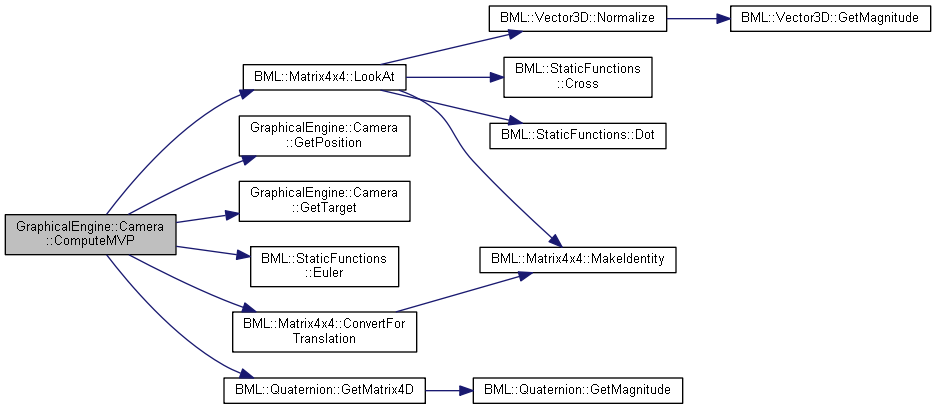 BML::Vector3D::Normalize
BML::Vector3D::GetMagnitude
BML::Matrix4x4::LookAt
BML::StaticFunctions
::Cross
GraphicalEngine::Camera
::GetPosition
BML::StaticFunctions::Dot
GraphicalEngine::Camera
::GetTarget
GraphicalEngine::Camera
::ComputeMVP
BML::StaticFunctions
::Euler
BML::Matrix4x4::MakeIdentity
BML::Matrix4x4::ConvertFor
Translation
BML::Quaternion::GetMatrix4D
BML::Quaternion::GetMagnitude